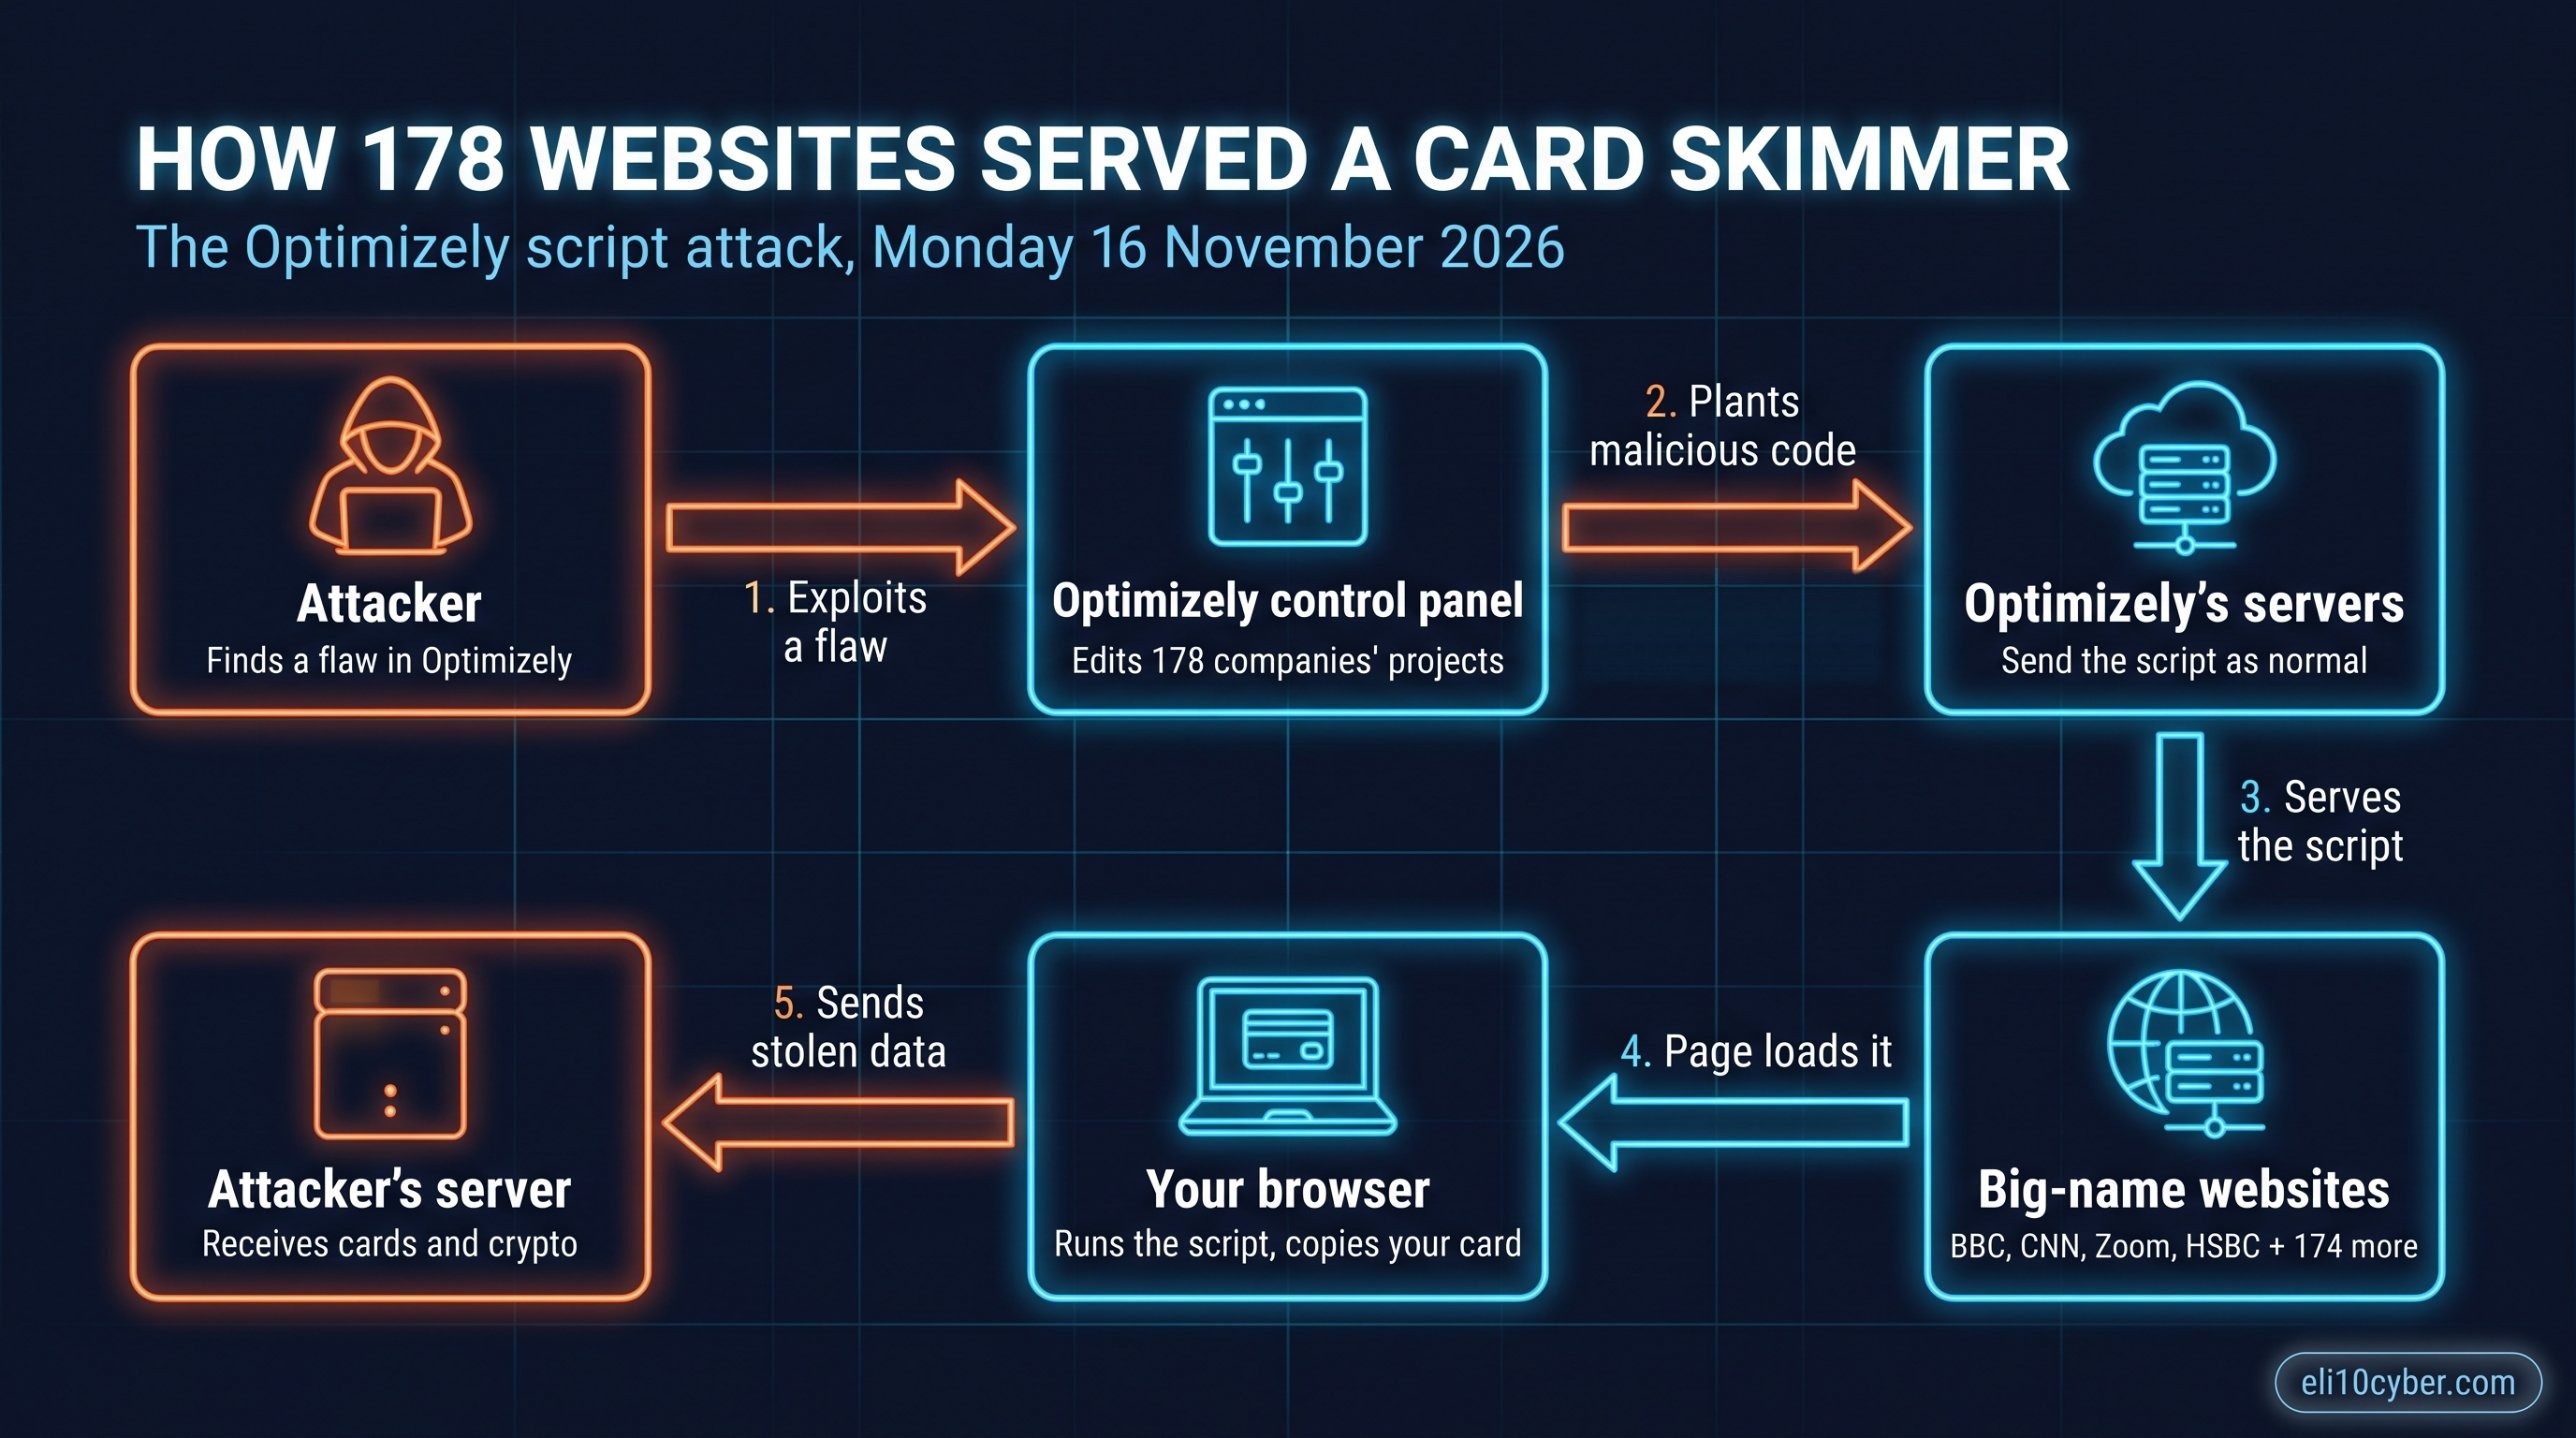 HOW 178 WEBSITES SERVED A CARD SKIMMER
The Optimizely script attack, Monday 16 November 2026
Attacker
Finds a flaw in Optimizely
1. Exploits
a flaw
Optimizely control panel
Edits 178 companies' projects
2. Plants
malicious code
Optimizely’s servers
Send the script as normal
3. Serves
the script
Big-name websites
BBC, CNN, Zoom, HSBC + 174 more
4. Page loads it
Your browser
Runs the script, copies your card
5. Sends
stolen data
Attacker’s server
Receives cards and crypto
eli10cyber.com